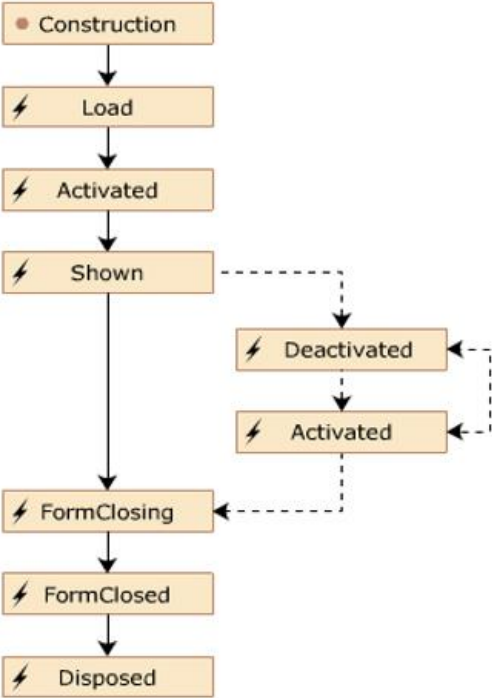 Construction
Load
Activated
Shown
Deactivated
Activated
FormClosing
FormClosed
Disposed